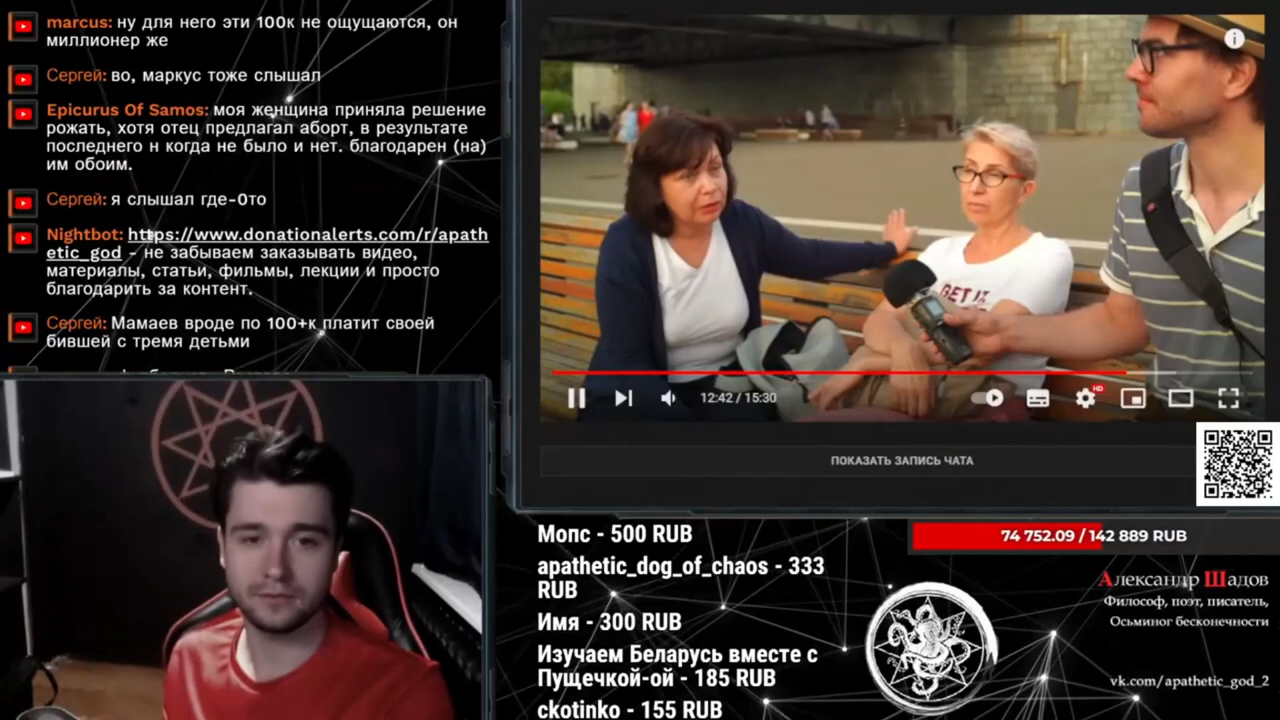 marcus: ну для него эти 100к не ощущаются, он
миллионер же
Сергей: во, маркус тоже слышал
Epicurus Of Samos: моя женщина приняла решение
рожать, хотя отец предлагал аборт, в результате
последнего н когда не было и нет. благодарен (на)
им обоим.
Сергей: я слышал где-0то
Nightbot: https://www.donationalerts.com/r/apath
etic_god - не забываем заказывать видео,
материалы, статьи, фильмы, лекции и просто
благодарить за контент.
Сергей: Мамаев вроде по 100+к платит своей
бившей с тремя детьми
GET IT
12:42 / 15:30
HD
ПОКАЗАТЬ ЗАПИСЬ ЧАТА
Мопс - 500 RUB
apathetic_dog_of_chaos - 333
RUB
Имя - 300 RUB
Изучаем Беларусь вместе с
Пущечкой-ой - 185 RUB
ckotinko - 155 RUB
74 752.09 / 142 889 RUB
Александр Шадов
Философ, поэт, писатель,
Осьминог бесконечности
vk.com/apathetic_god_2